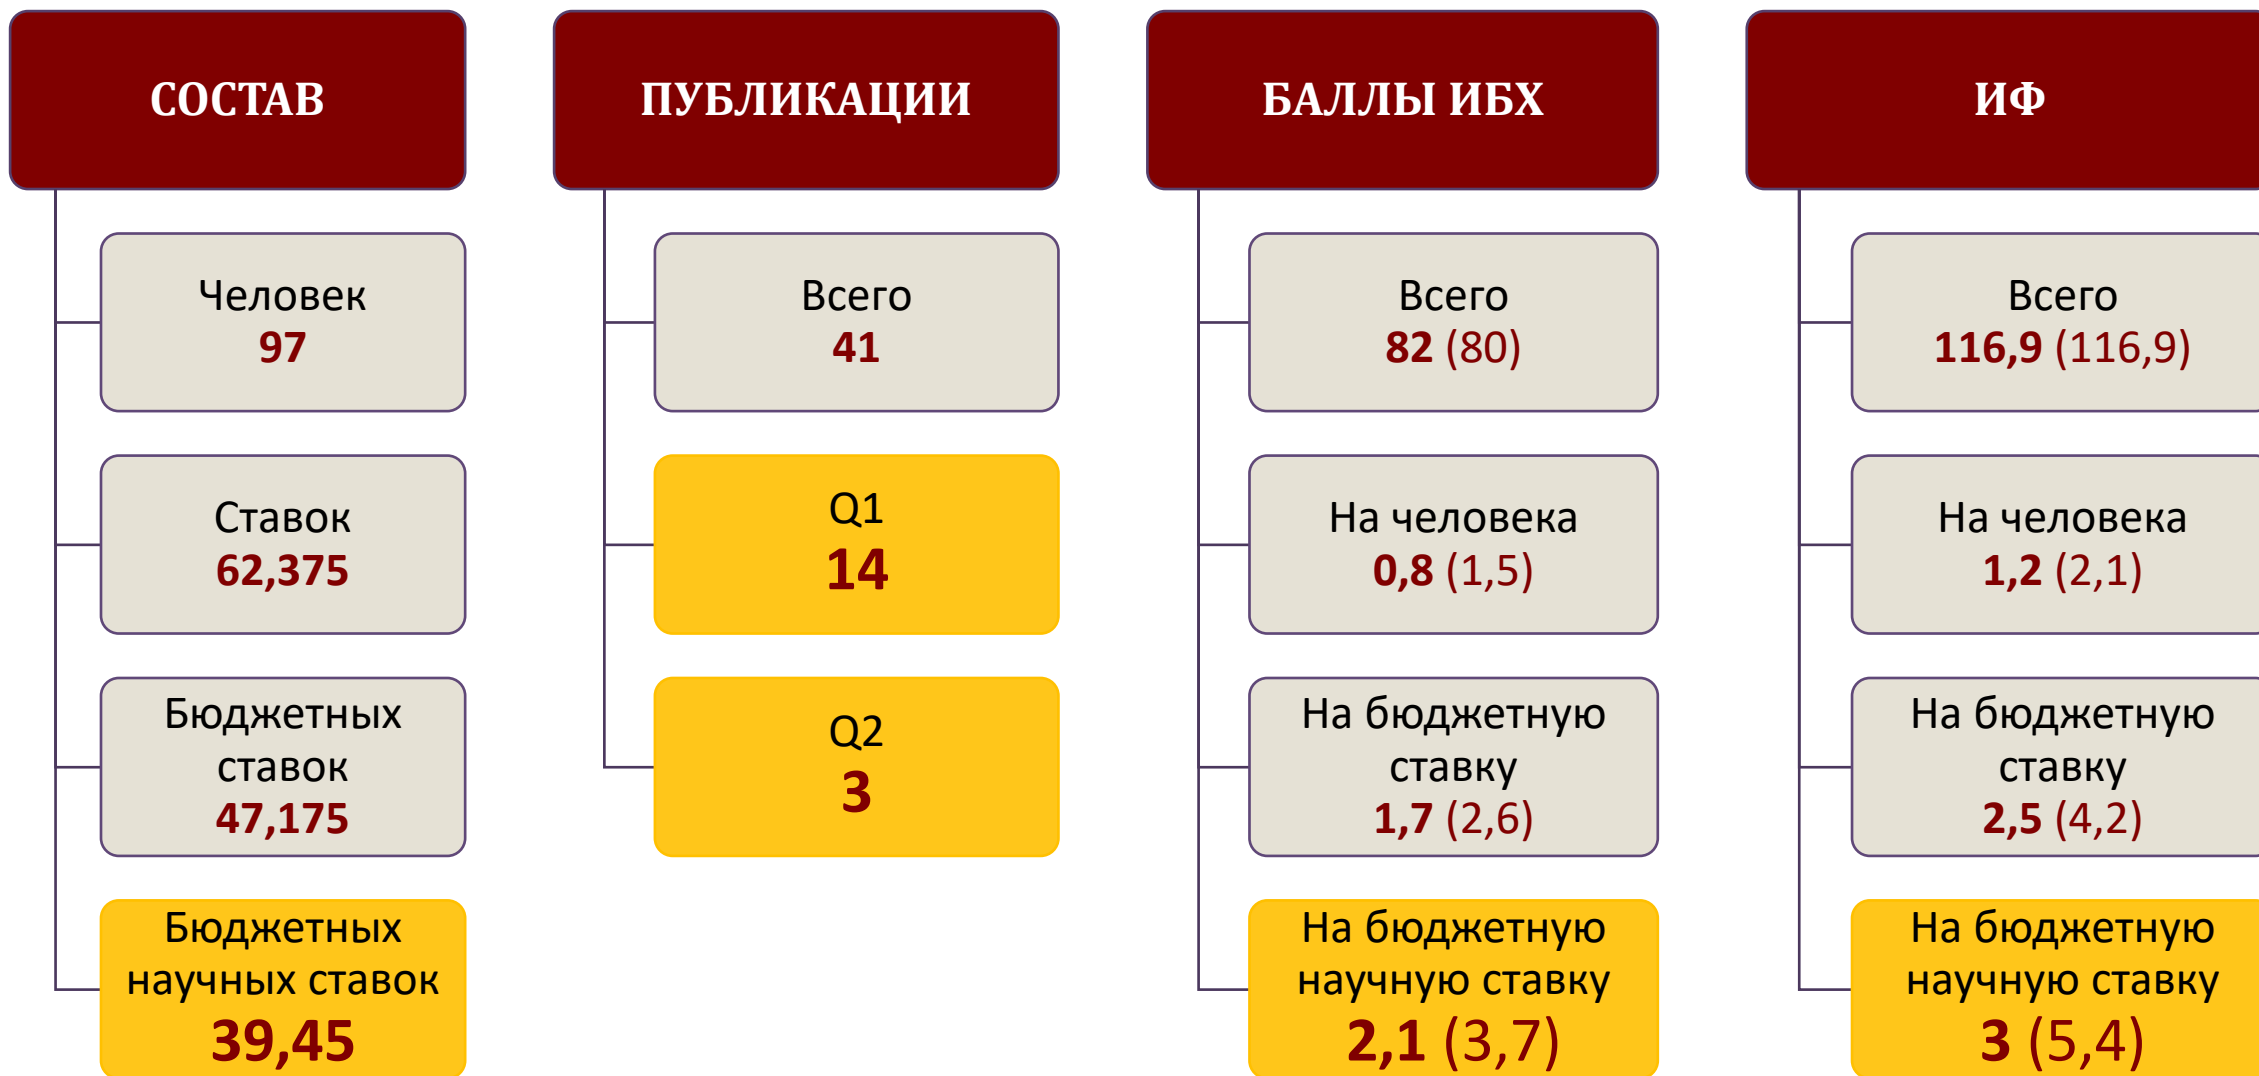 СОСТАВ
Человек
97
Ставок
62,375
Бюджетных
ставок
47,175
Бюджетных
научных ставок
39,45
ПУБЛИКАЦИИ
Всего
41
Q1
14
Q2
3
БАЛЛЫ ИБХ
Всего
82 (80)
На человека
0,8 (1,5)
На бюджетную
ставку
1,7 (2,6)
На бюджетную
научную ставку
2,1 (3,7)
ИФ
Всего
116,9 (116,9)
На человека
1,2 (2,1)
На бюджетную
ставку
2,5 (4,2)
На бюджетную
научную ставку
3 (5,4)